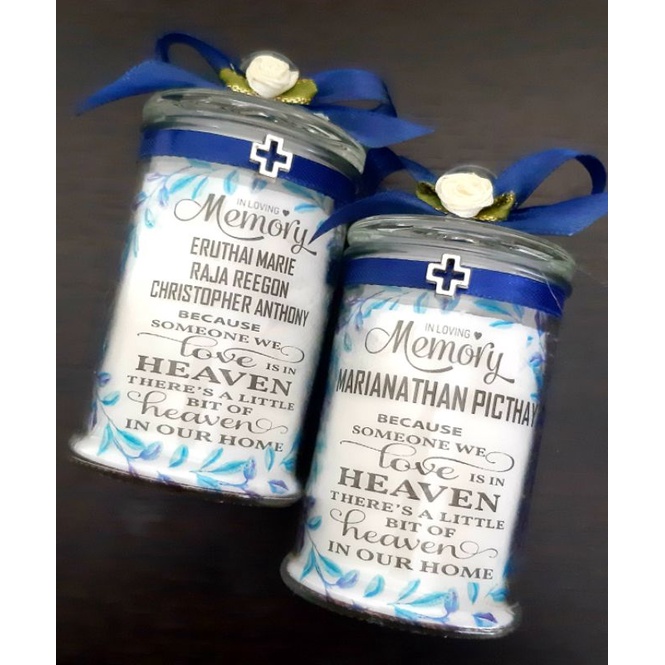 IN LOVING
Memory
ERUTHAI MARIE
RAJA REEGON
CHRISTOPHER ANTHONY
BECAUSE
SOMEONE WE
love IS IN
HEAVEN
THERE'S A LITTLE
BIT OF
heaven
IN OUR HOME
IN LOVING
Memory
MARIANATHAN PICTHAY
BECAUSE
SOMEONE WE
love IS IN
HEAVEN
THERE'S A LITTLE
BIT OF
heaven
IN OUR HOME